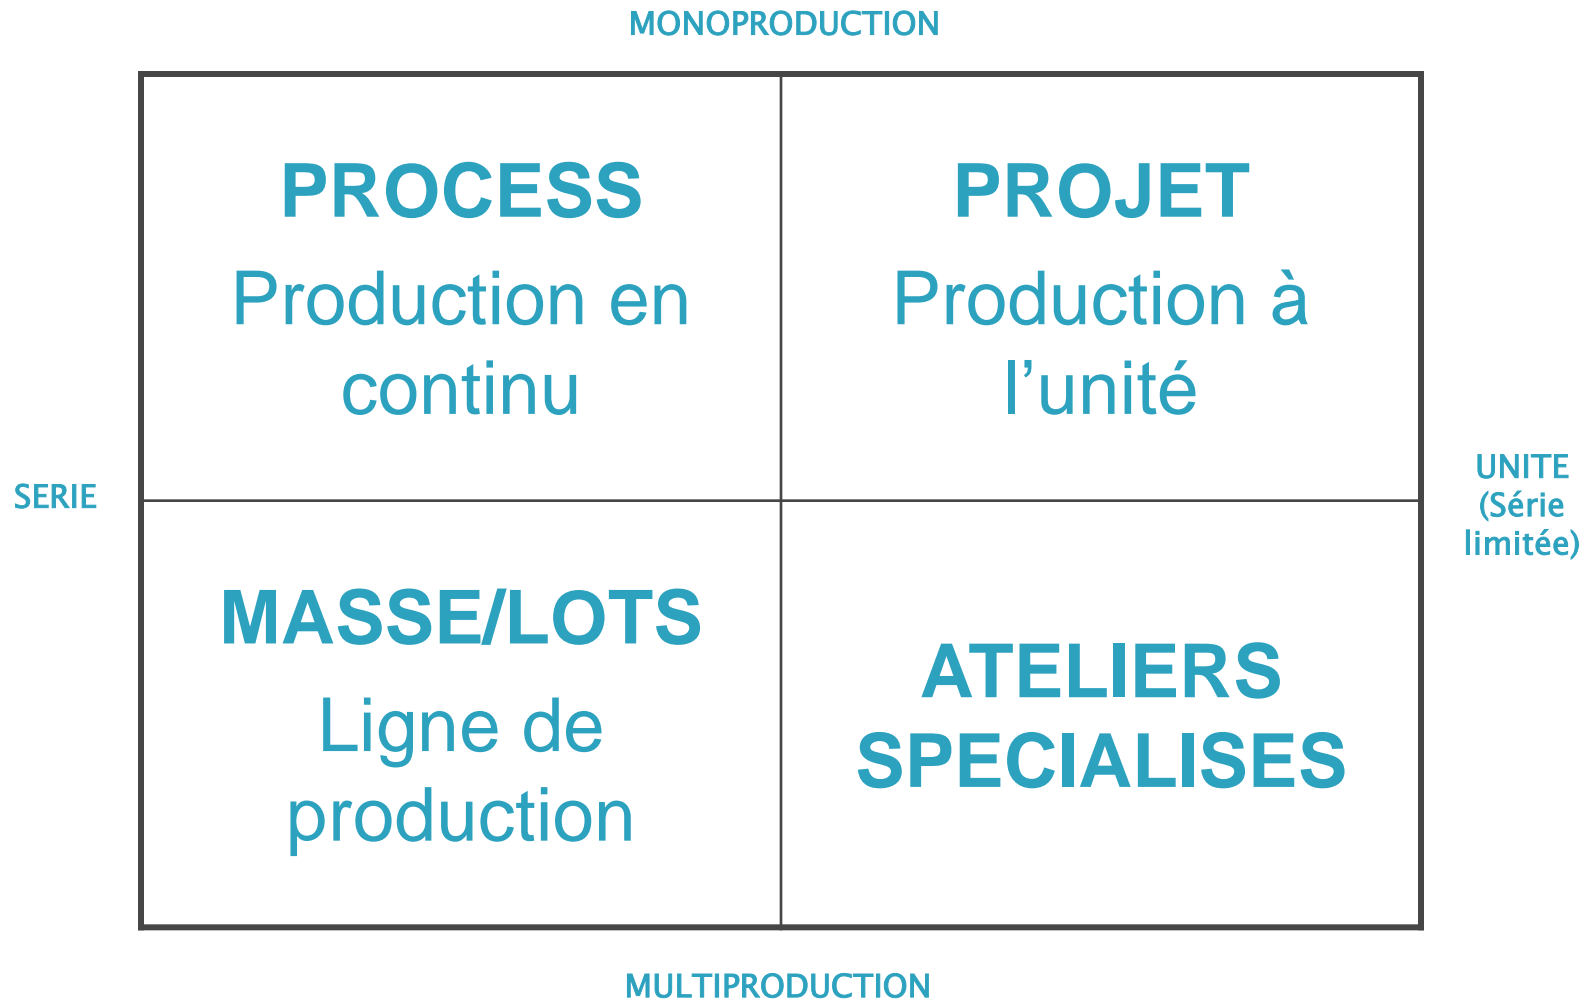 MONOPRODUCTION
PROCESS
Production en
continu
PROJET
Production à
l’unité
SERIE
UNITE
(Série
limitée)
MASSE/LOTS
Ligne de
production
ATELIERS
SPECIALISES
MULTIPRODUCTION